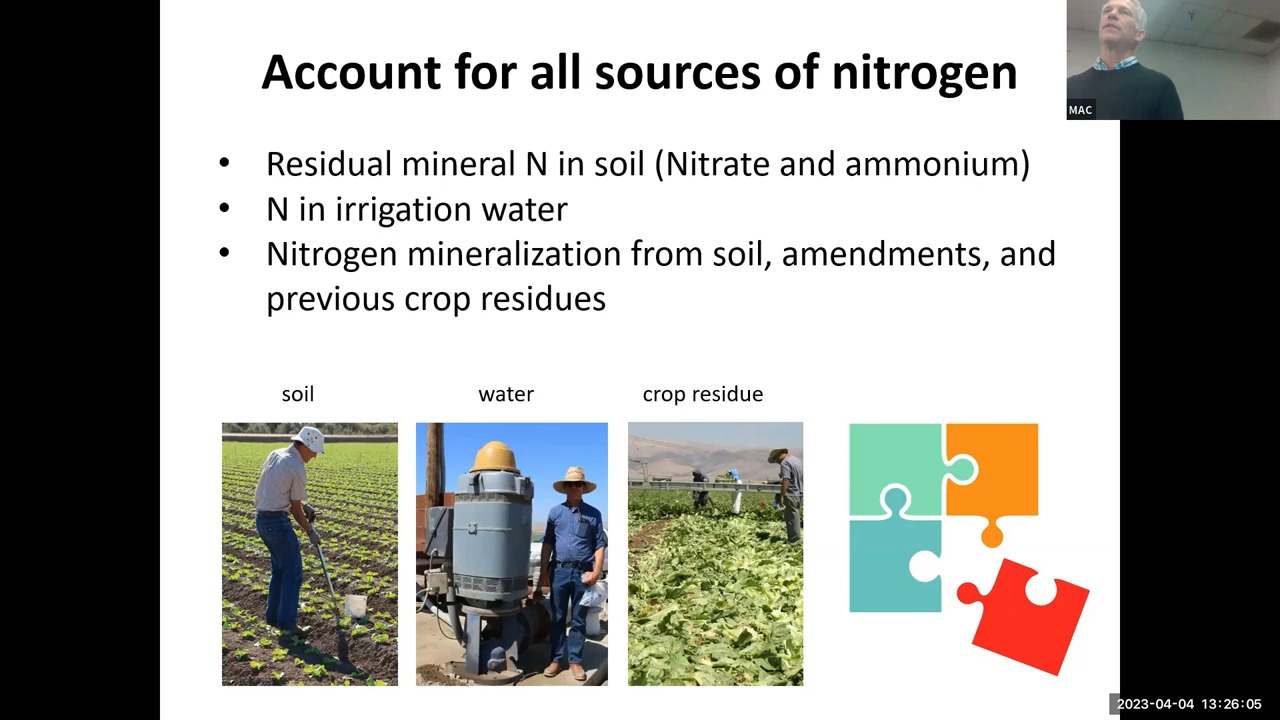 Account for all sources of nitrogen
MAC
• Residual mineral N in soil (Nitrate and ammonium)
• N in irrigation water
• Nitrogen mineralization from soil, amendments, and
previous crop residues
soil
water
crop residue
2023-04-04 13:26:05